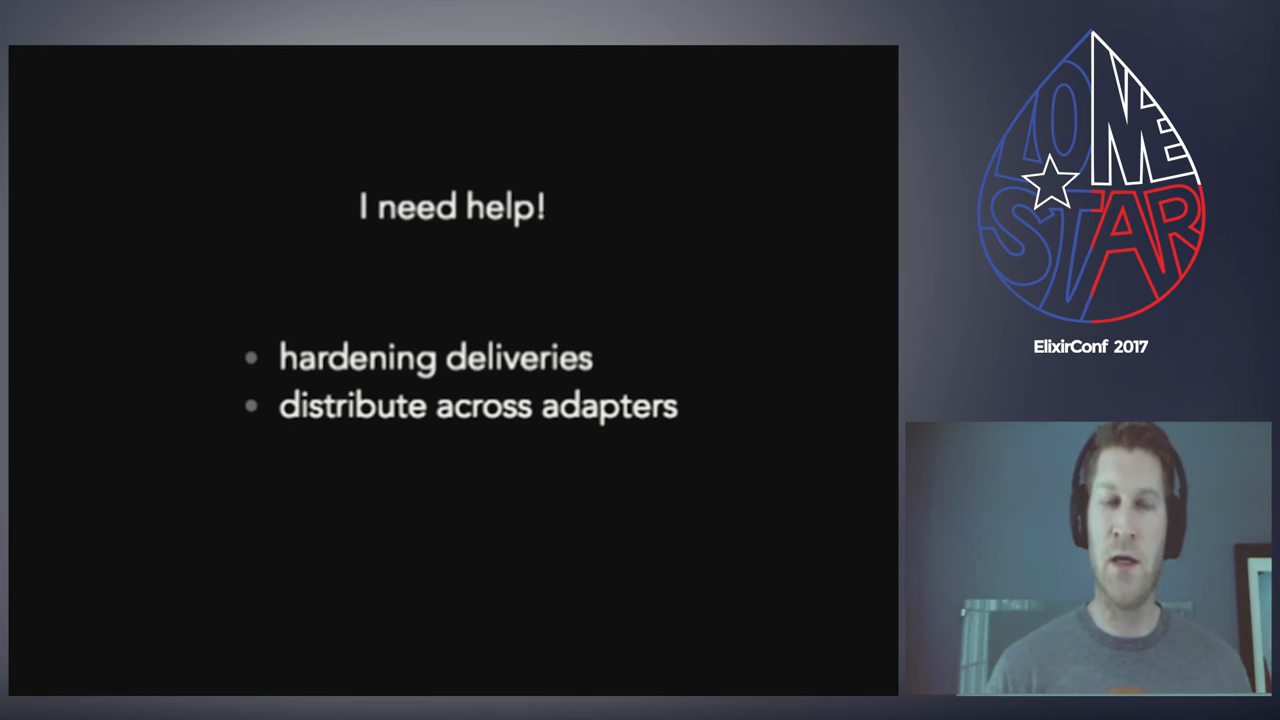 I need help!
hardening deliveries
distribute across adapters
LONE
STAR
ElixirConf 2017